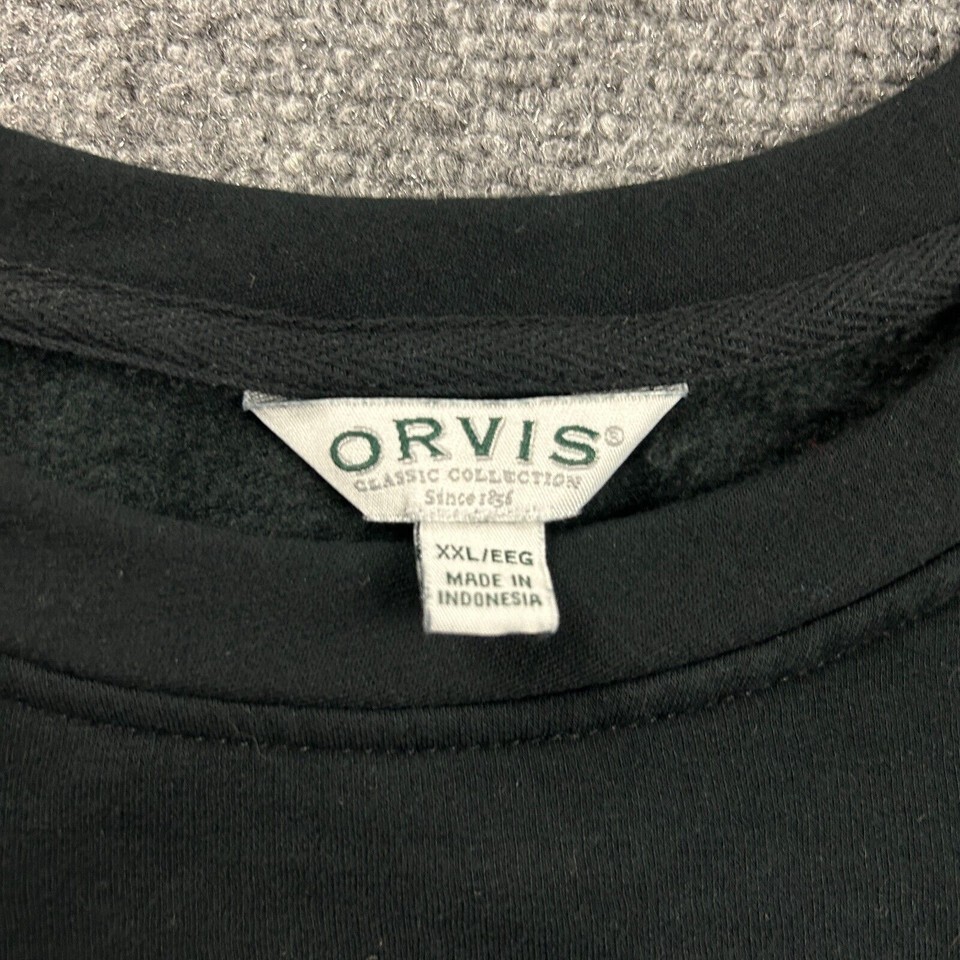 ORVIS®
CLASSIC COLLECTION
Since 1856
XXL/EEG
MADE IN
INDONESIA